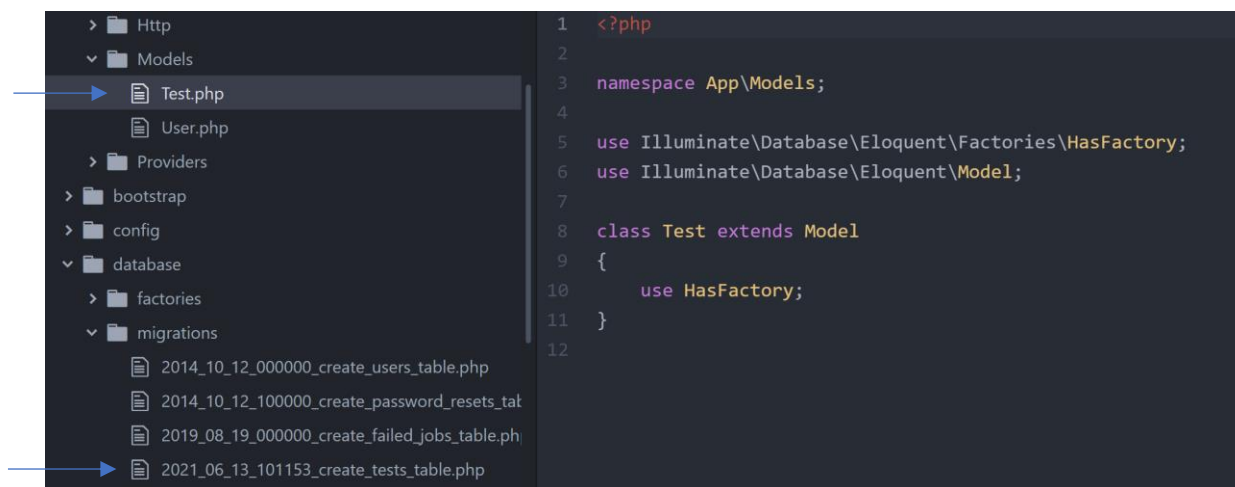 Http
Models
Test.php
User.php
Providers
bootstrap
config
database
factories
migrations
2014_10_12_000000_create_users_table.php
2014_10_12_100000_create_password_resets_tab
2019_08_19_000000_create_failed_jobs_table.ph
2021_06_13_101153_create_tests_table.php
1 <?php
2
3 namespace App\Models;
4
5 use Illuminate\Database\Eloquent\Factories\HasFactory;
6 use Illuminate\Database\Eloquent\Model;
7
8 class Test extends Model
9 {
10 use HasFactory;
11 }
12